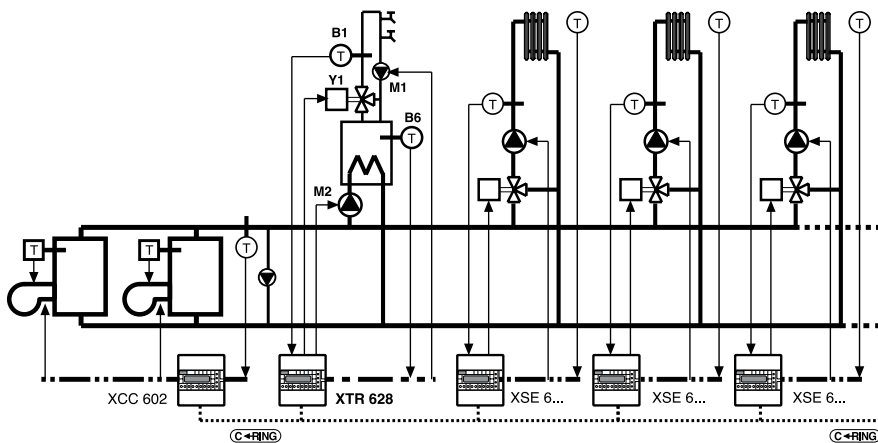 B1
T
T
Y1
M1
B6
T
M2
T
T
T
T
T
T
T
T
T
XCC 602
XTR 628
XSE 6...
XSE 6...
XSE 6...
C◄RING
C◄RING